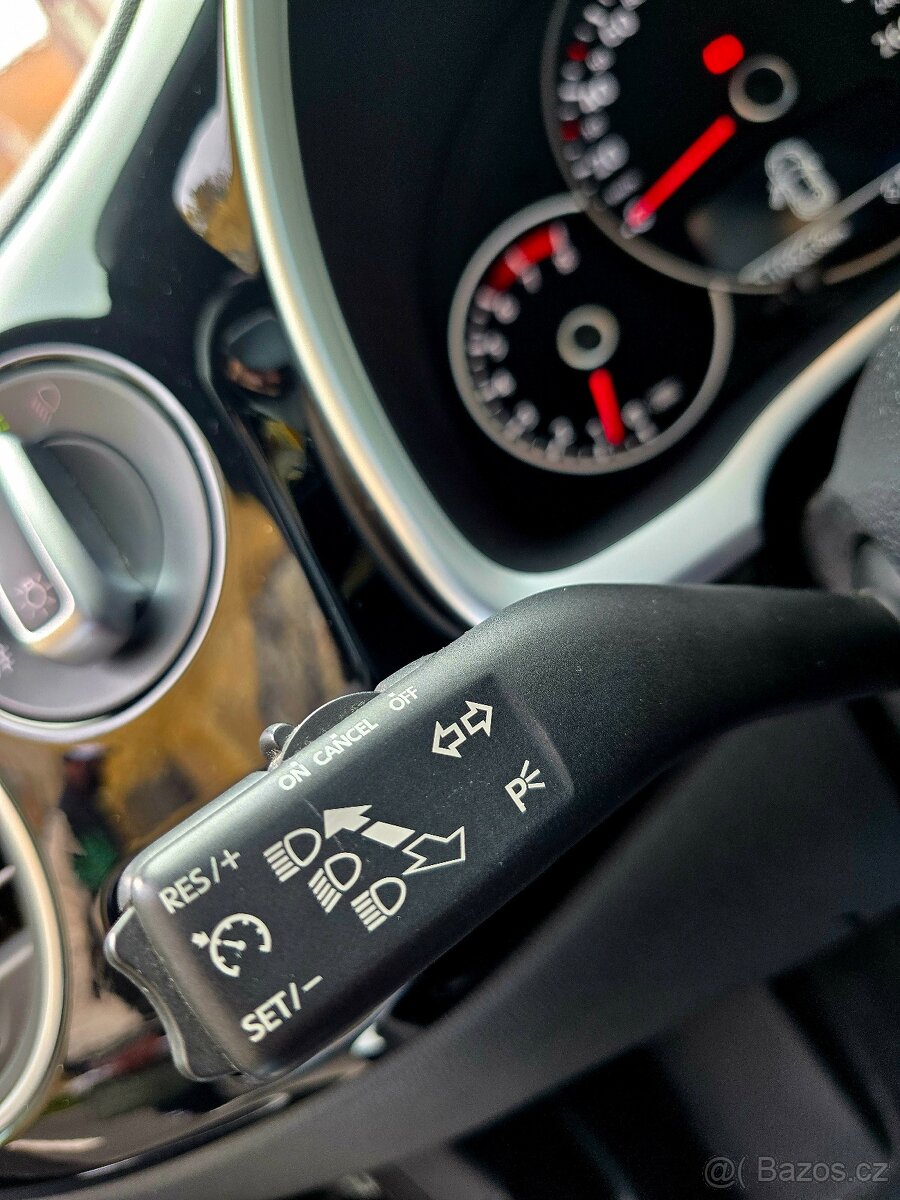 ON CANCEL OFF
RES/+
P
SET/-
@( Bazos.cz